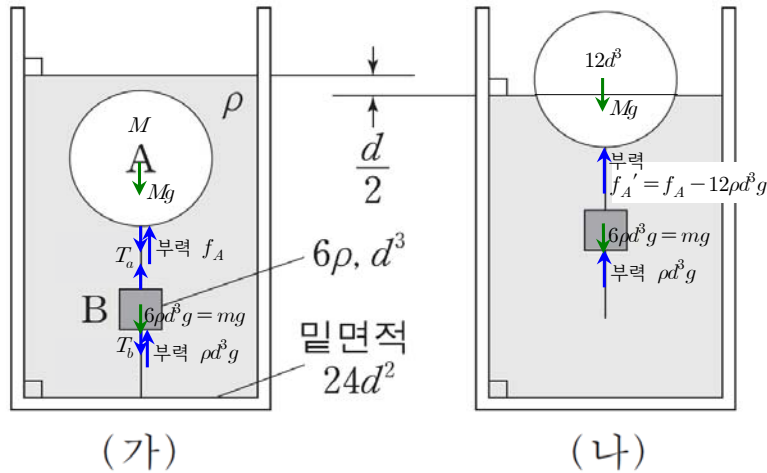 M
A
Mg
ρ
T_a
부력 f_A
B
6ρd³g = mg
T_b
부력 ρd³g
6ρ, d³
밑면적
24d²
d/2
(가)
12d³
Mg
부력
f_A′ = f_A − 12ρd³g
6ρd³g = mg
부력 ρd³g
(나)